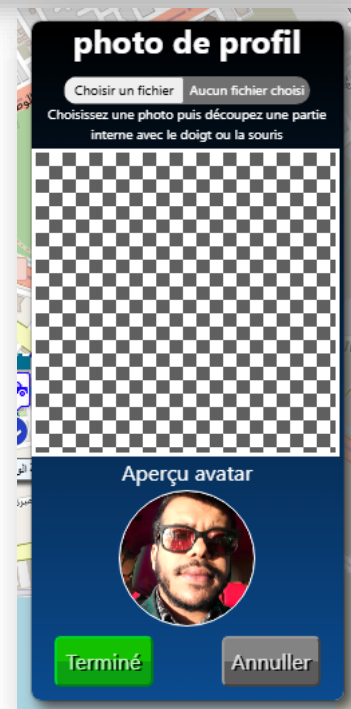 photo de profil
Choisir un fichier Aucun fichier choisi
Choisissez une photo puis découpez une partie
interne avec le doigt ou la souris
Aperçu avatar
Terminé Annuller